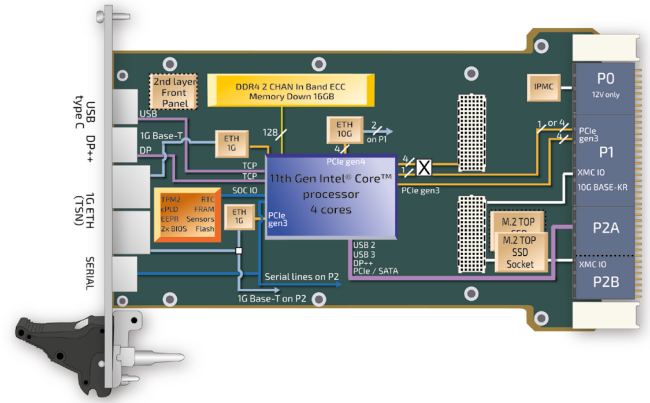 USB
type C
DP++
1G ETH
(TSN)
SERIAL
2nd layer
Front
Panel
DDR4 2 CHAN In Band ECC
Memory Down 16GB
USB
1G Base-T
DP
ETH
1G
128
ETH
10G
2
on P1
4
PCIe gen4
TCP
TCP
SOC IO
11th Gen Intel® Core™
processor
4 cores
PCIe
gen3
4
1
PCIe
gen3
TPM2 RTC
cPLD FRAM
EEPR Sensors
2x BIOS Flash
ETH
1G
USB 2
USB 3
DP++
PCIe / SATA
Serial lines on P2
1G Base-T on P2
M.2 TOP
SSD
M.2 TOP
SSD
Socket
IPMC
P0
12V only
1 or 4
4
PCIe
gen3
P1
XMC IO
10G BASE-KR
P2A
XMC IO
P2B